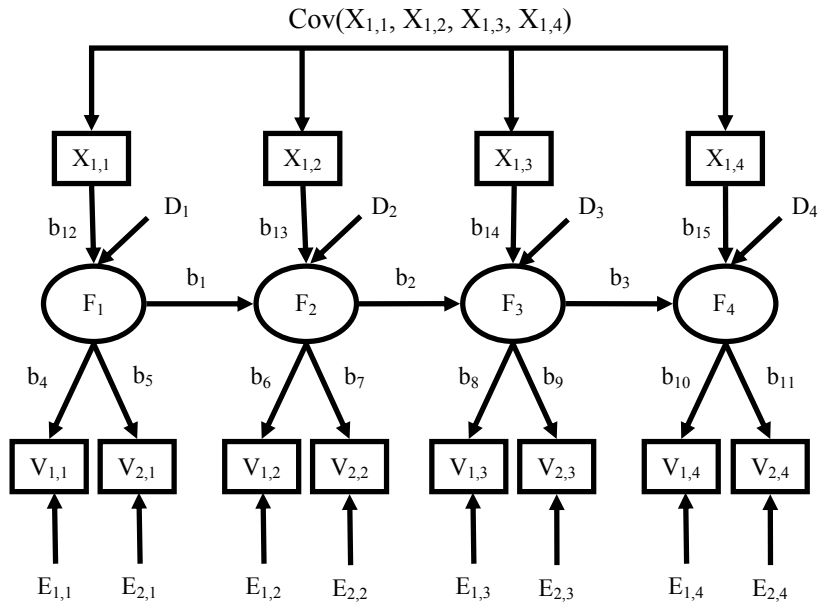 Cov(X1,1, X1,2, X1,3, X1,4)
X1,1 X1,2 X1,3 X1,4
D1 D2 D3 D4
b12 b13 b14 b15
b1 b2 b3
F1 F2 F3 F4
b4 b5 b6 b7 b8 b9 b10 b11
V1,1 V2,1 V1,2 V2,2 V1,3 V2,3 V1,4 V2,4
E1,1 E2,1 E1,2 E2,2 E1,3 E2,3 E1,4 E2,4